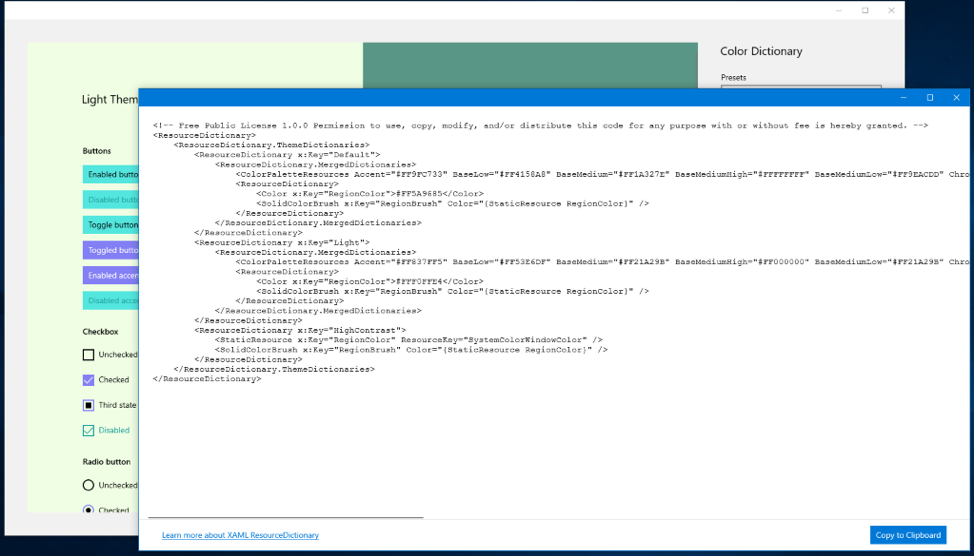 Color Dictionary
Presets
Light Them
Buttons
Enabled butto
Disabled butt
Toggle button
Toggled butto
Enabled accen
Disabled acce
Checkbox
Unchecked
Checked
Third state
Disabled
Radio button
Unchecked
Checked
<!-- Free Public License 1.0.0 Permission to use, copy, modify, and/or distribute this code for any purpose with or without fee is hereby granted. -->
<ResourceDictionary>
<ResourceDictionary.ThemeDictionaries>
<ResourceDictionary x:Key="Default">
<ResourceDictionary.MergedDictionaries>
<ColorPaletteResources Accent="#FF9FC733" BaseLow="#FF4158A8" BaseMedium="#FF1A327E" BaseMediumHigh="#FFFFFFFF" BaseMediumLow="#FF9EACDD" Chro
<ResourceDictionary>
<Color x:Key="RegionColor">#FF5A9685</Color>
<SolidColorBrush x:Key="RegionBrush" Color="{StaticResource RegionColor}" />
</ResourceDictionary>
</ResourceDictionary.MergedDictionaries>
</ResourceDictionary>
<ResourceDictionary x:Key="Light">
<ResourceDictionary.MergedDictionaries>
<ColorPaletteResources Accent="#FF837FF5" BaseLow="#FF53E6DF" BaseMedium="#FF21A29B" BaseMediumHigh="#FF000000" BaseMediumLow="#FF21A29B" Chro
<ResourceDictionary>
<Color x:Key="RegionColor">#FFF0FFE4</Color>
<SolidColorBrush x:Key="RegionBrush" Color="{StaticResource RegionColor}" />
</ResourceDictionary>
</ResourceDictionary.MergedDictionaries>
</ResourceDictionary>
<ResourceDictionary x:Key="HighContrast">
<StaticResource x:Key="RegionColor" ResourceKey="SystemColorWindowColor" />
<SolidColorBrush x:Key="RegionBrush" Color="{StaticResource RegionColor}" />
</ResourceDictionary>
</ResourceDictionary.ThemeDictionaries>
</ResourceDictionary>
Learn more about XAML ResourceDictionary
Copy to Clipboard